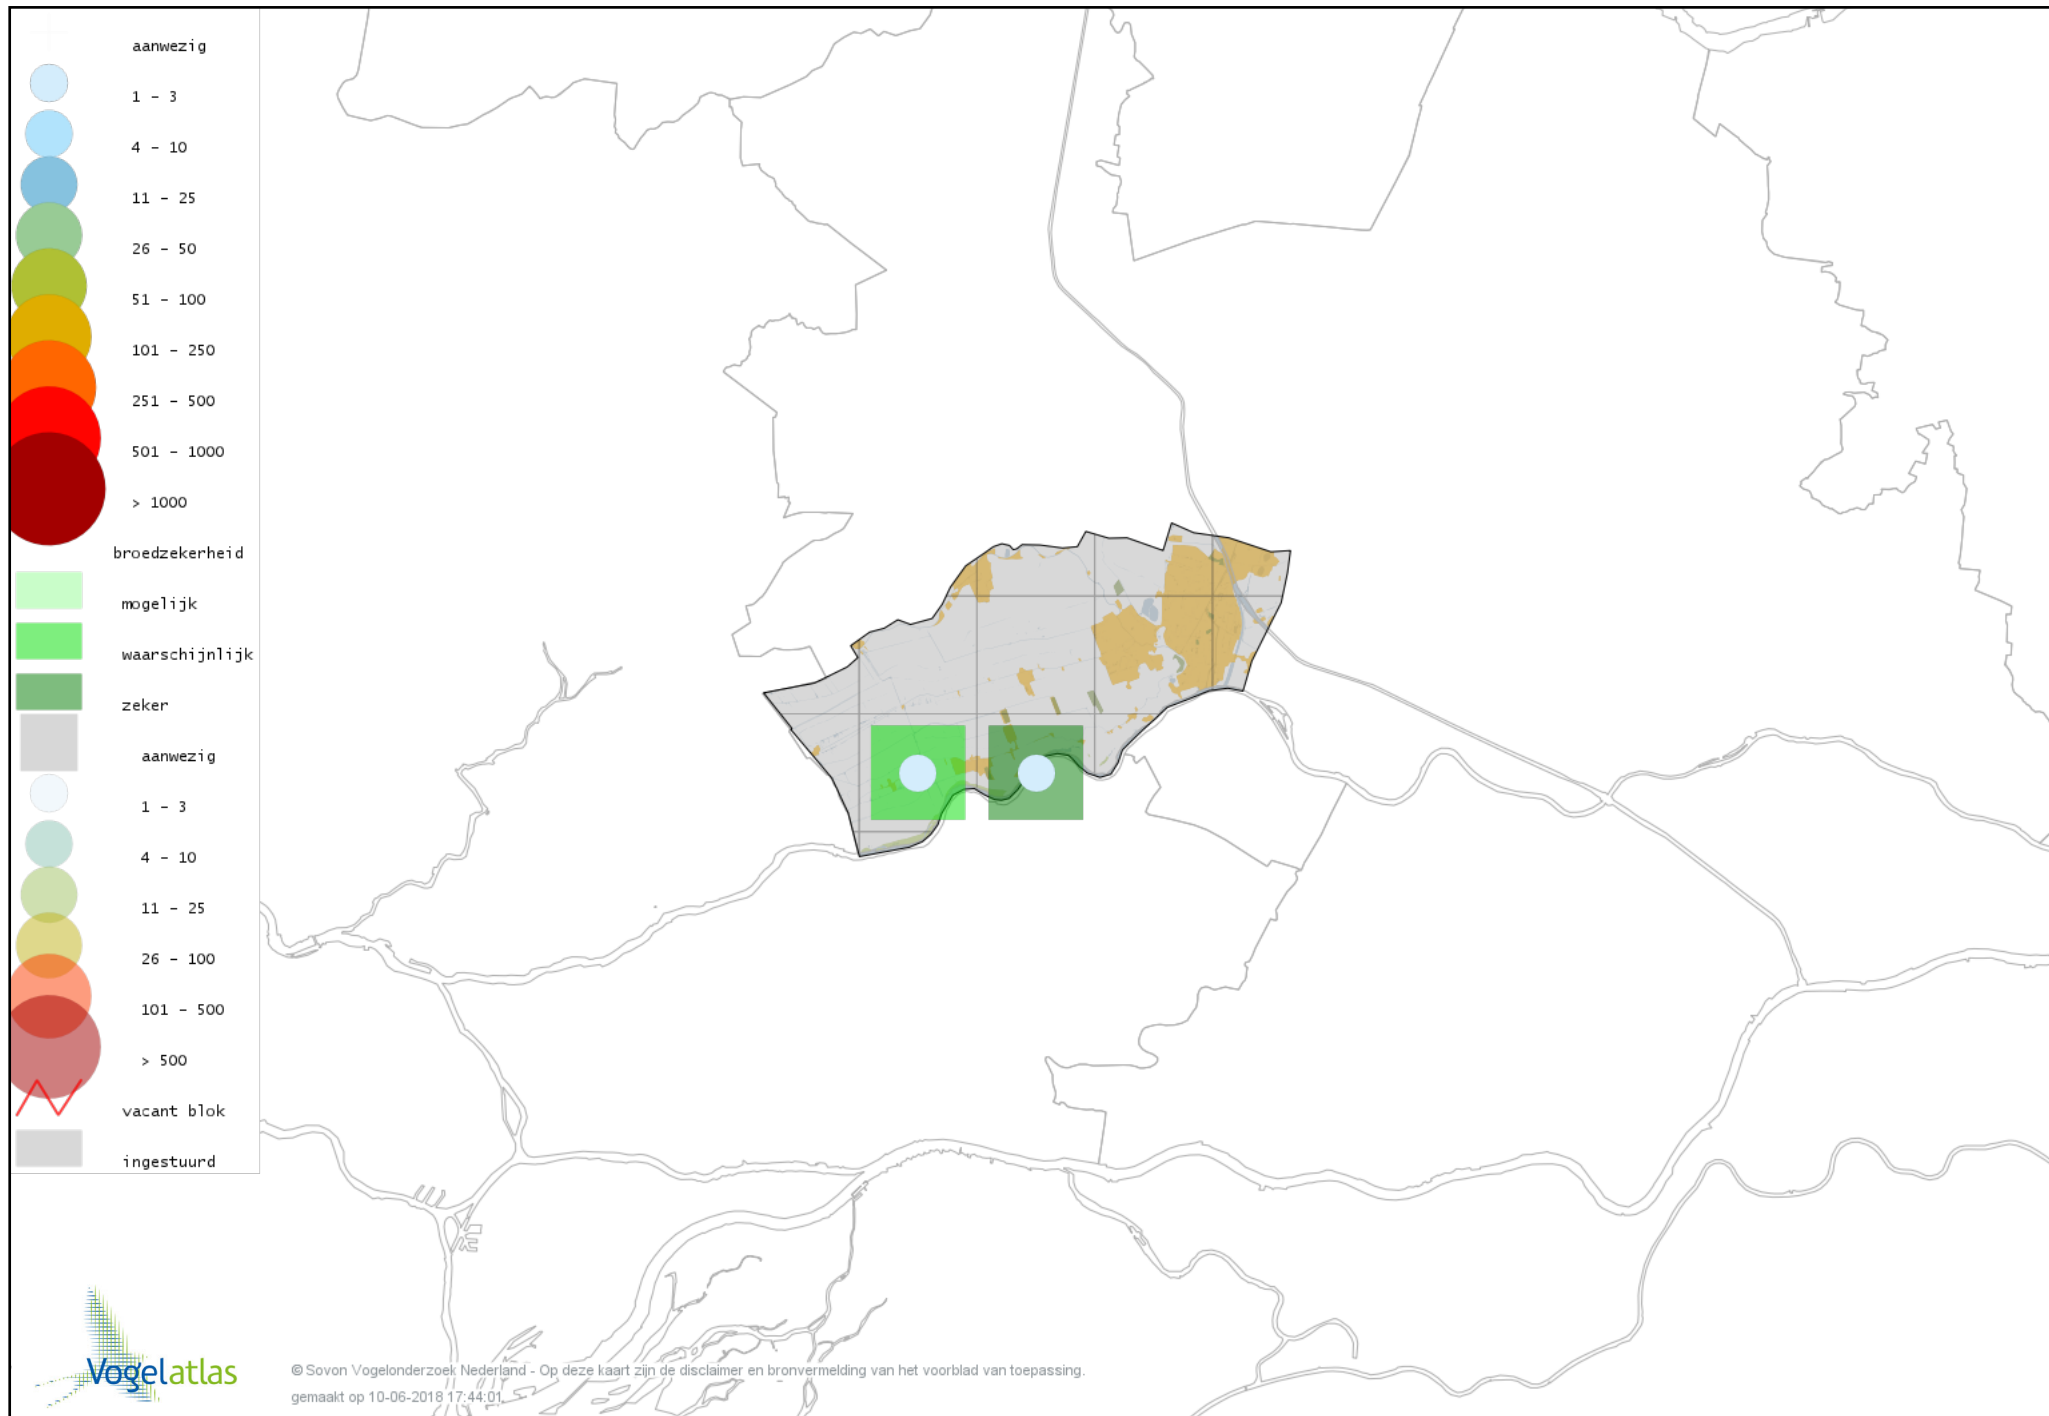 aanwezig
1 - 3
4 - 10
11 - 25
26 - 50
51 - 100
101 - 250
251 - 500
501 - 1000
> 1000
broedzekerheid
mogelijk
waarschijnlijk
zeker
aanwezig
1 - 3
4 - 10
11 - 25
26 - 100
101 - 500
> 500
vacant blok
ingestuurd
Vogelatlas
© Sovon Vogelonderzoek Nederland - Op deze kaart zijn de disclaimer en bronvermelding van het voorblad van toepassing.
gemaakt op 10-06-2018 17:44:01